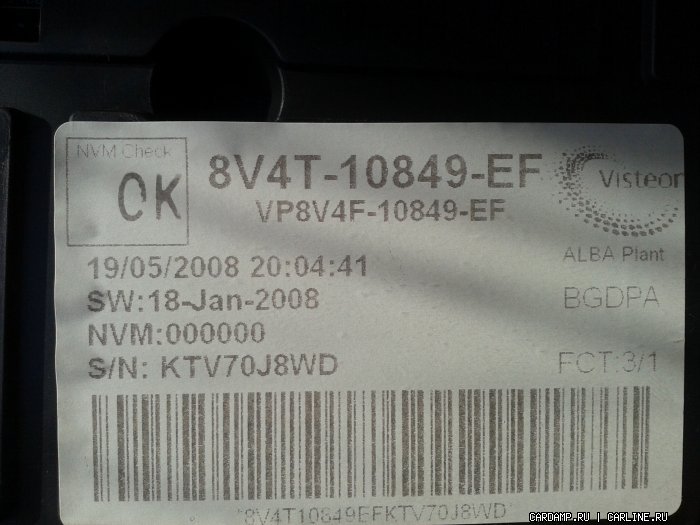 NVM Check
OK
8V4T-10849-EF
VP8V4F-10849-EF
Visteon
ALBA Plant
19/05/2008 20:04:41
SW:18-Jan-2008
BGDPA
NVM:000000
S/N: KTV70J8WD
FCT:3/1
*8V4T10849EFKTV70J8WD*
CARDAMP.RU | CARLINE.RU